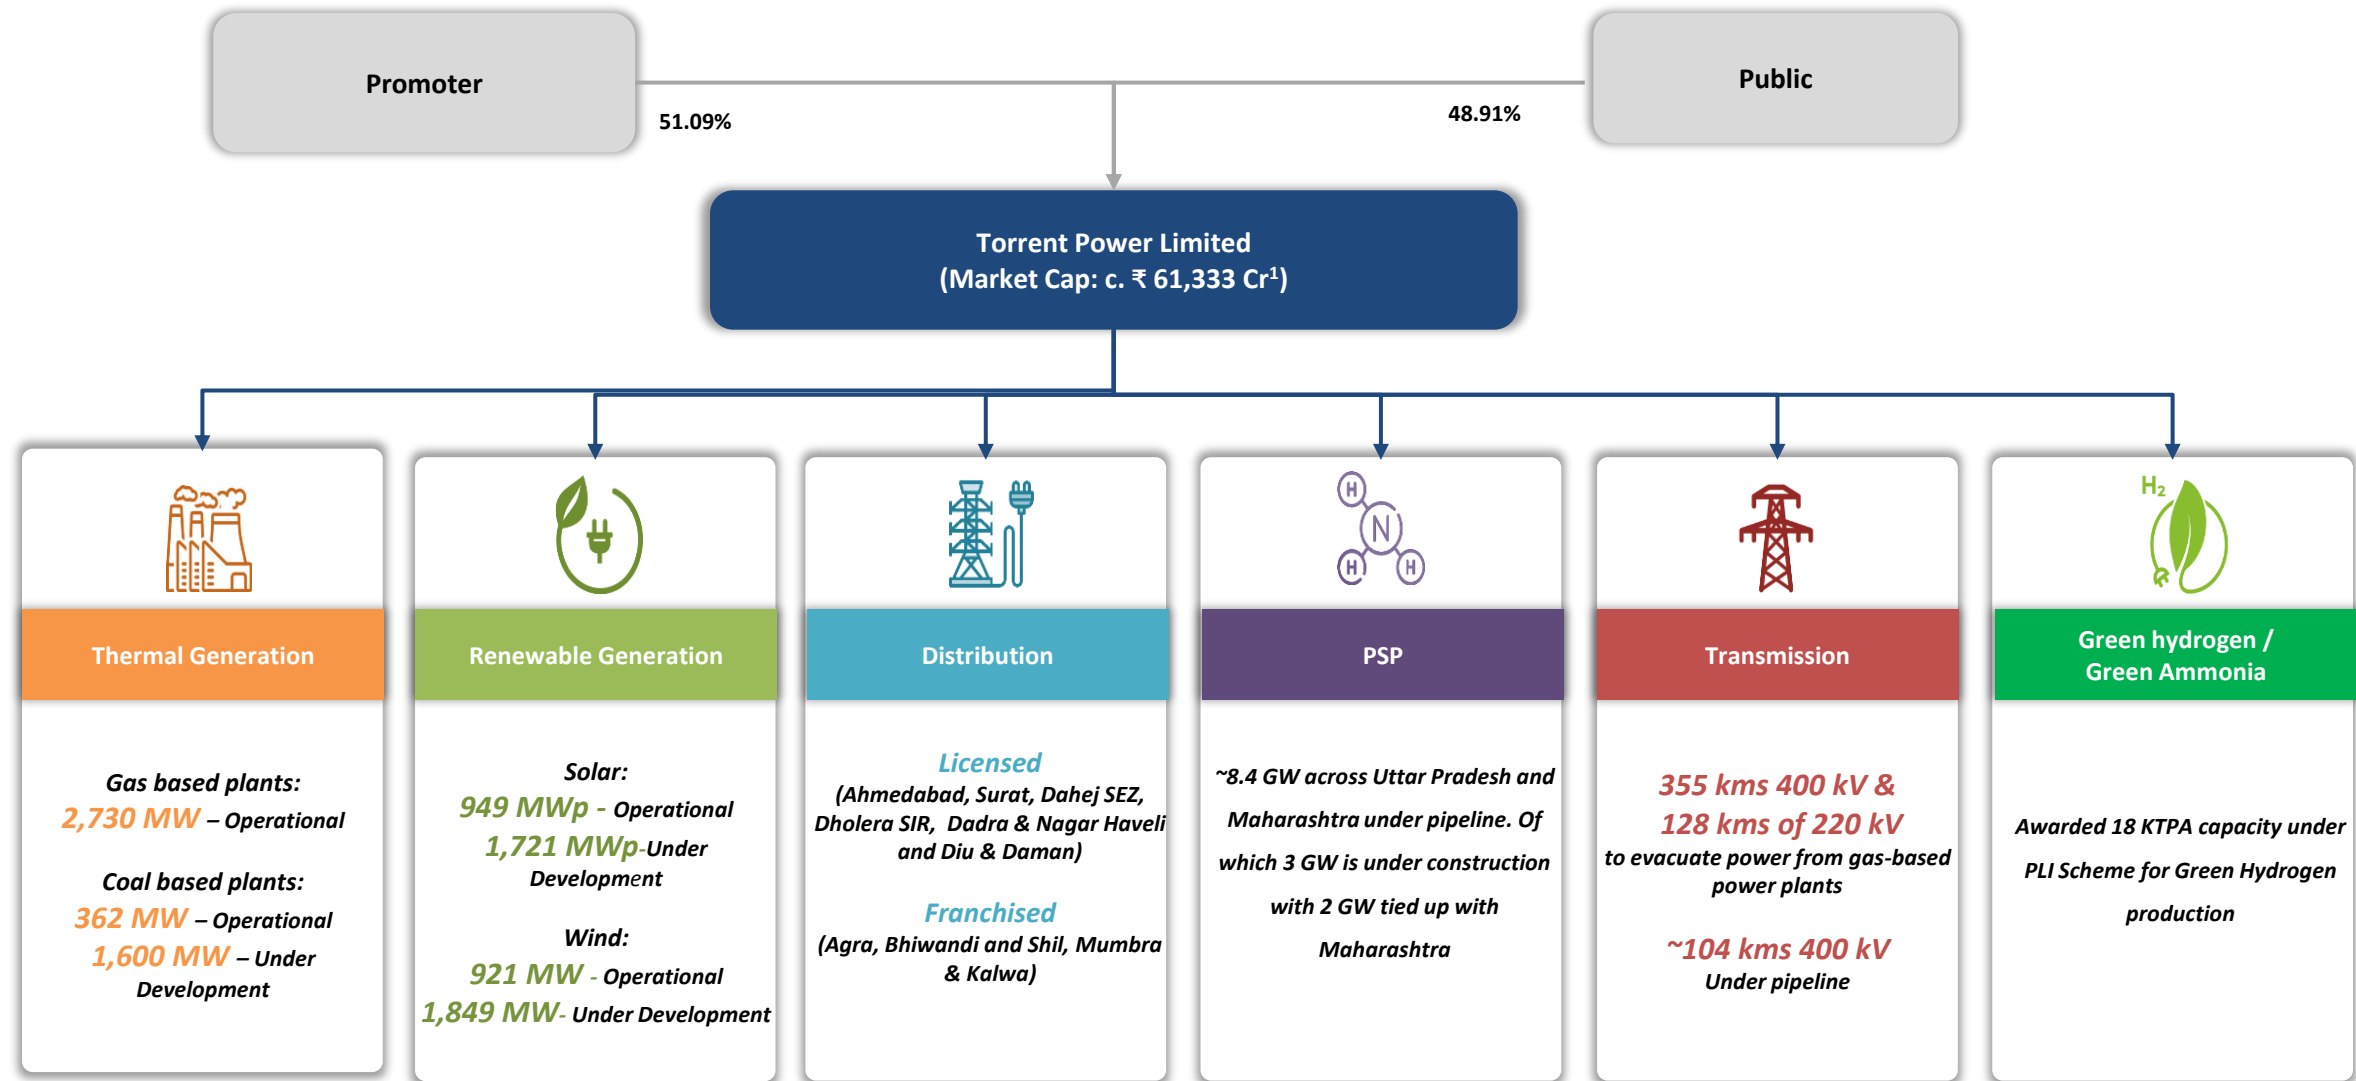 Promoter
Public
51.09%
48.91%
Torrent Power Limited
(Market Cap: c. ₹ 61,333 Cr¹)
Thermal Generation
Gas based plants:
2,730 MW – Operational
Coal based plants:
362 MW – Operational
1,600 MW – Under
Development
Renewable Generation
Solar:
949 MWp - Operational
1,721 MWp-Under
Development
Wind:
921 MW - Operational
1,849 MW- Under Development
Distribution
Licensed
(Ahmedabad, Surat, Dahej SEZ,
Dholera SIR, Dadra & Nagar Haveli
and Diu & Daman)
Franchised
(Agra, Bhiwandi and Shil, Mumbra
& Kalwa)
H
N
H
H
PSP
~8.4 GW across Uttar Pradesh and
Maharashtra under pipeline. Of
which 3 GW is under construction
with 2 GW tied up with
Maharashtra
Transmission
355 kms 400 kV &
128 kms of 220 kV
to evacuate power from gas-based
power plants
~104 kms 400 kV
Under pipeline
H₂
Green hydrogen /
Green Ammonia
Awarded 18 KTPA capacity under
PLI Scheme for Green Hydrogen
production